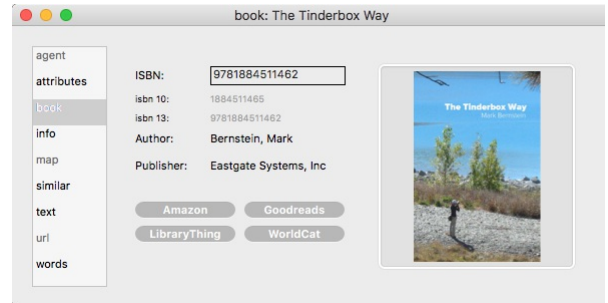 book: The Tinderbox Way
agent
attributes
book
info
map
similar
text
url
words
ISBN: 9781884511462
isbn 10: 1884511465
isbn 13: 9781884511462
Author: Bernstein, Mark
Publisher: Eastgate Systems, Inc
Amazon Goodreads
LibraryThing WorldCat
The Tinderbox Way
Mark Bernstein